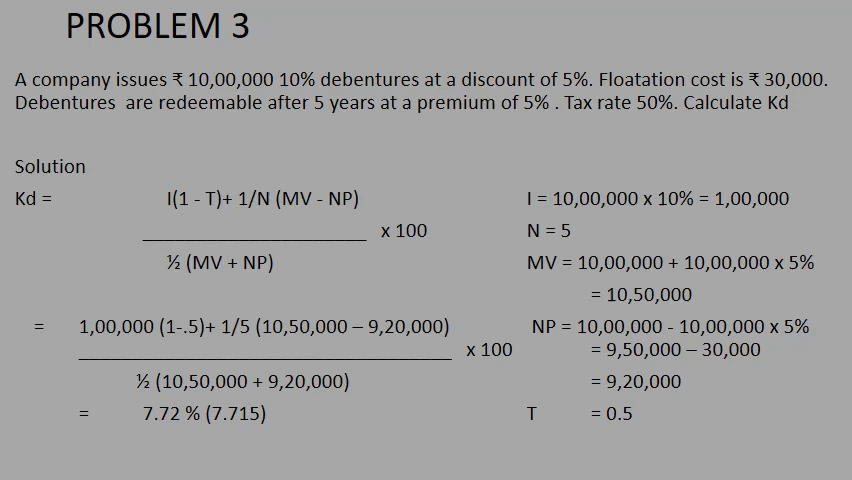 PROBLEM 3
A company issues ₹ 10,00,000 10% debentures at a discount of 5%. Floatation cost is ₹ 30,000.
Debentures are redeemable after 5 years at a premium of 5% . Tax rate 50%. Calculate Kd
Solution
Kd = I(1 - T)+ 1/N (MV - NP) I = 10,00,000 x 10% = 1,00,000
_____________________ x 100 N = 5
½ (MV + NP) MV = 10,00,000 + 10,00,000 x 5%
= 10,50,000
= 1,00,000 (1-.5)+ 1/5 (10,50,000 – 9,20,000) NP = 10,00,000 - 10,00,000 x 5%
___________________________________ x 100 = 9,50,000 – 30,000
½ (10,50,000 + 9,20,000) = 9,20,000
= 7.72 % (7.715) T = 0.5